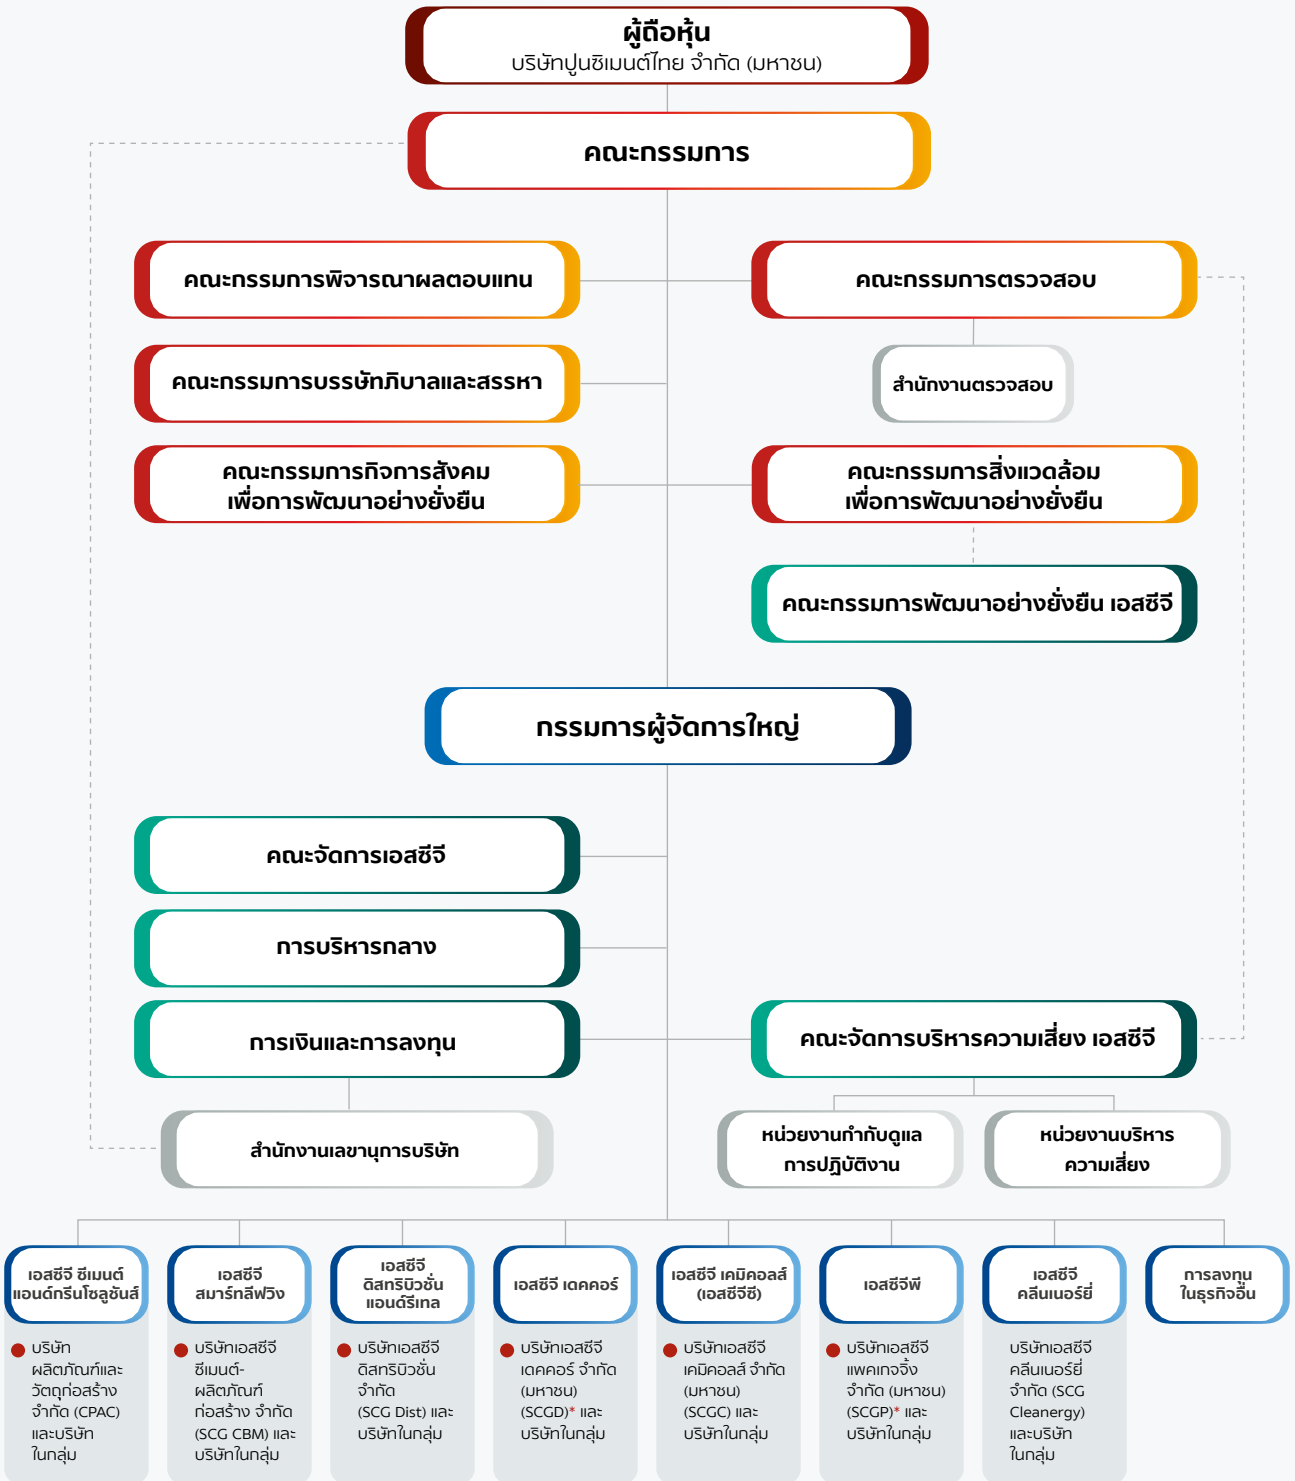 ผู้ถือหุ้น
บริษัทปูนซิเมนต์ไทย จำกัด (มหาชน)
คณะกรรมการ
คณะกรรมการพิจารณาผลตอบแทน
คณะกรรมการตรวจสอบ
สำนักงานตรวจสอบ
คณะกรรมการบรรษัทภิบาลและสรรหา
คณะกรรมการกิจการสังคม
เพื่อการพัฒนาอย่างยั่งยืน
คณะกรรมการสิ่งแวดล้อม
เพื่อการพัฒนาอย่างยั่งยืน
คณะกรรมการพัฒนาอย่างยั่งยืน เอสซีจี
กรรมการผู้จัดการใหญ่
คณะจัดการเอสซีจี
การบริหารกลาง
การเงินและการลงทุน
คณะจัดการบริหารความเสี่ยง เอสซีจี
สำนักงานเลขานุการบริษัท
หน่วยงานกำกับดูแล
การปฏิบัติงาน
หน่วยงานบริหาร
ความเสี่ยง
เอสซีจี ซีเมนต์
แอนด์กรีนโซลูชันส์
บริษัท
ผลิตภัณฑ์และ
วัตถุก่อสร้าง
จำกัด (CPAC)
และบริษัท
ในกลุ่ม
เอสซีจี
สมาร์ทลีฟวิง
บริษัทเอสซีจี
ซีเมนต์-
ผลิตภัณฑ์
ก่อสร้าง จำกัด
(SCG CBM) และ
บริษัทในกลุ่ม
เอสซีจี
ดิสทริบิวชั่น
แอนด์รีเทล
บริษัทเอสซีจี
ดิสทริบิวชั่น
จำกัด
(SCG Dist) และ
บริษัทในกลุ่ม
เอสซีจี เดคคอร์
บริษัทเอสซีจี
เดคคอร์ จำกัด
(มหาชน)
(SCGD)* และ
บริษัทในกลุ่ม
เอสซีจี เคมิคอลส์
(เอสซีจีซี)
บริษัทเอสซีจี
เคมิคอลส์ จำกัด
(มหาชน)
(SCGC) และ
บริษัทในกลุ่ม
เอสซีจีพี
บริษัทเอสซีจี
แพคเกจจิ้ง
จำกัด (มหาชน)
(SCGP)* และ
บริษัทในกลุ่ม
เอสซีจี
คลีนเนอร์ยี่
บริษัทเอสซีจี
คลีนเนอร์ยี่
จำกัด (SCG
Cleanergy)
และบริษัท
ในกลุ่ม
การลงทุน
ในธุรกิจอื่น